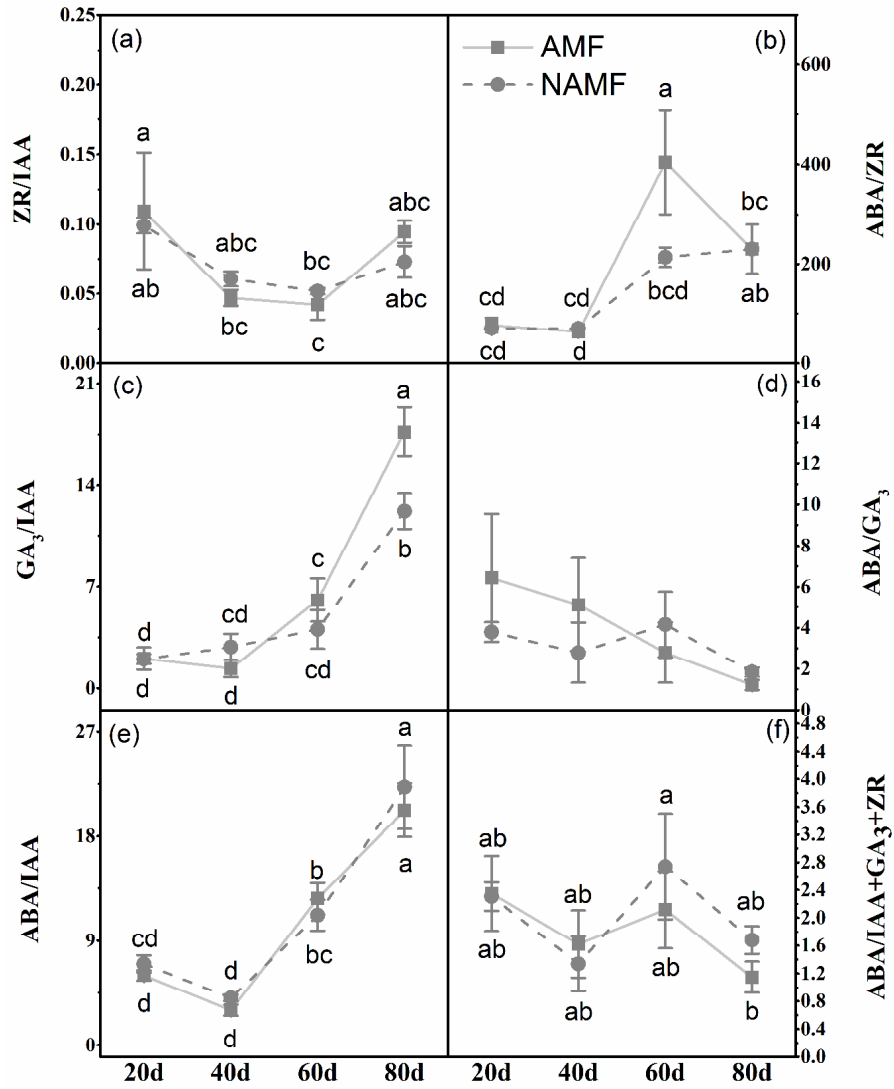 0.25
0.20
0.15
0.10
0.05
0.00
ZR/IAA
(a)
a
abc
bc
abc
ab
bc
c
abc
AMF
NAMF
(b)
a
bc
cd
cd
bcd
ab
cd
d
600
400
200
0
ABA/ZR
21
14
7
0
GA3/IAA
(c)
a
c
b
cd
d
cd
d
d
(d)
16
14
12
10
8
6
4
2
0
ABA/GA3
27
18
9
0
ABA/IAA
(e)
a
b
a
cd
d
bc
d
d
(f)
a
ab
ab
ab
ab
ab
ab
b
4.8
4.4
4.0
3.6
3.2
2.8
2.4
2.0
1.6
1.2
0.8
0.4
0.0
ABA/IAA+GA3+ZR
20d 40d 60d 80d
20d 40d 60d 80d